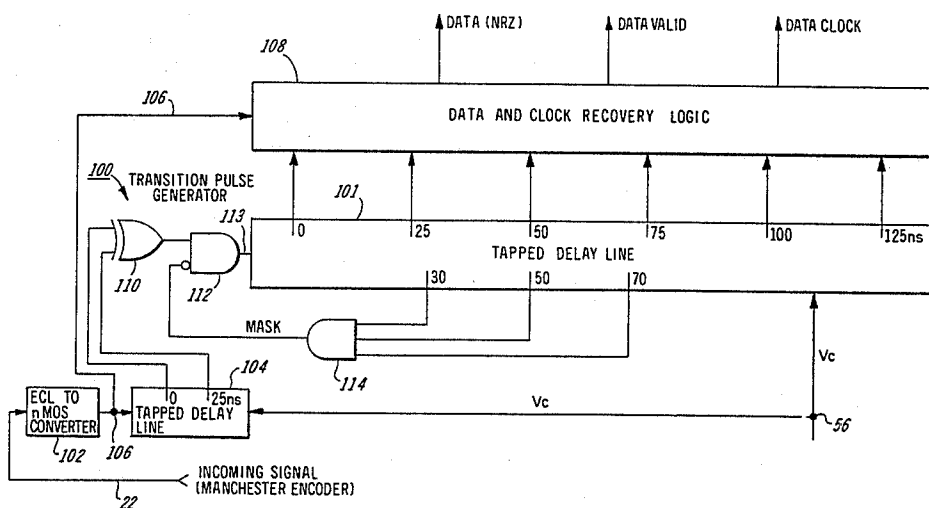 DATA (NRZ)
DATA VALID
DATA CLOCK
108
106
DATA AND CLOCK RECOVERY LOGIC
100
TRANSITION PULSE
GENERATOR
101
113
0
25
50
75
100
125ns
TAPPED DELAY LINE
110
112
30
50
70
MASK
114
Vc
104
0
25ns
ECL TO
nMOS
CONVERTER
TAPPED DELAY
LINE
Vc
56
102
106
INCOMING SIGNAL
(MANCHESTER ENCODER)
22